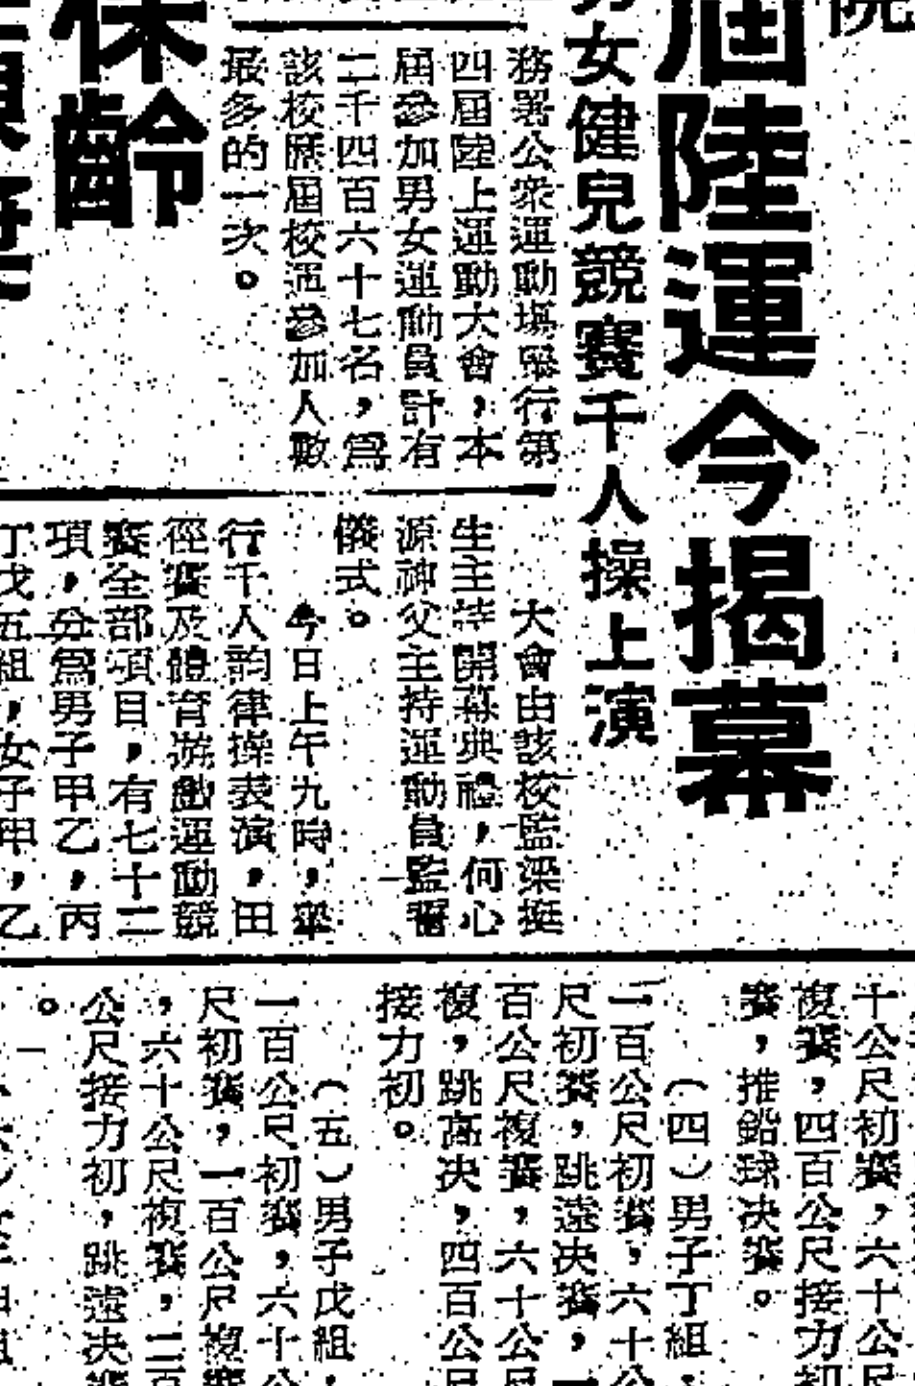 院
屆陸運今揭幕
男女健兒競賽千人操上演
務署公衆運動場舉行第
四屆陸上運動大會，本
屆參加男女運動員計有
二千四百六十七名，爲
該校歷屆校運參加人數
最多的一次。
保齡
大會由該校監梁挺
生主持開幕典禮，何心
源神父主持運動員監誓
儀式。
今日上午九時，舉
行千人韵律操表演，田
徑賽及體育游戲運動競
賽全部項目，有七十二
項，分爲男子甲乙，丙
丁戊五組，女子甲，乙
十公尺初賽，六十公尺
複賽，四百公尺接力初
賽，推鉛球决賽。
（四）男子丁組，
一百公尺初賽，六十公
尺初賽，跳遠决賽，一
百公尺複賽，六十公尺
複，跳高决，四百公尺
接力初。
（五）男子戊組，
一百公尺初賽，六十公
尺初賽，一百公尺複賽
，六十公尺複賽，二百
公尺接力初，跳遠决賽
。